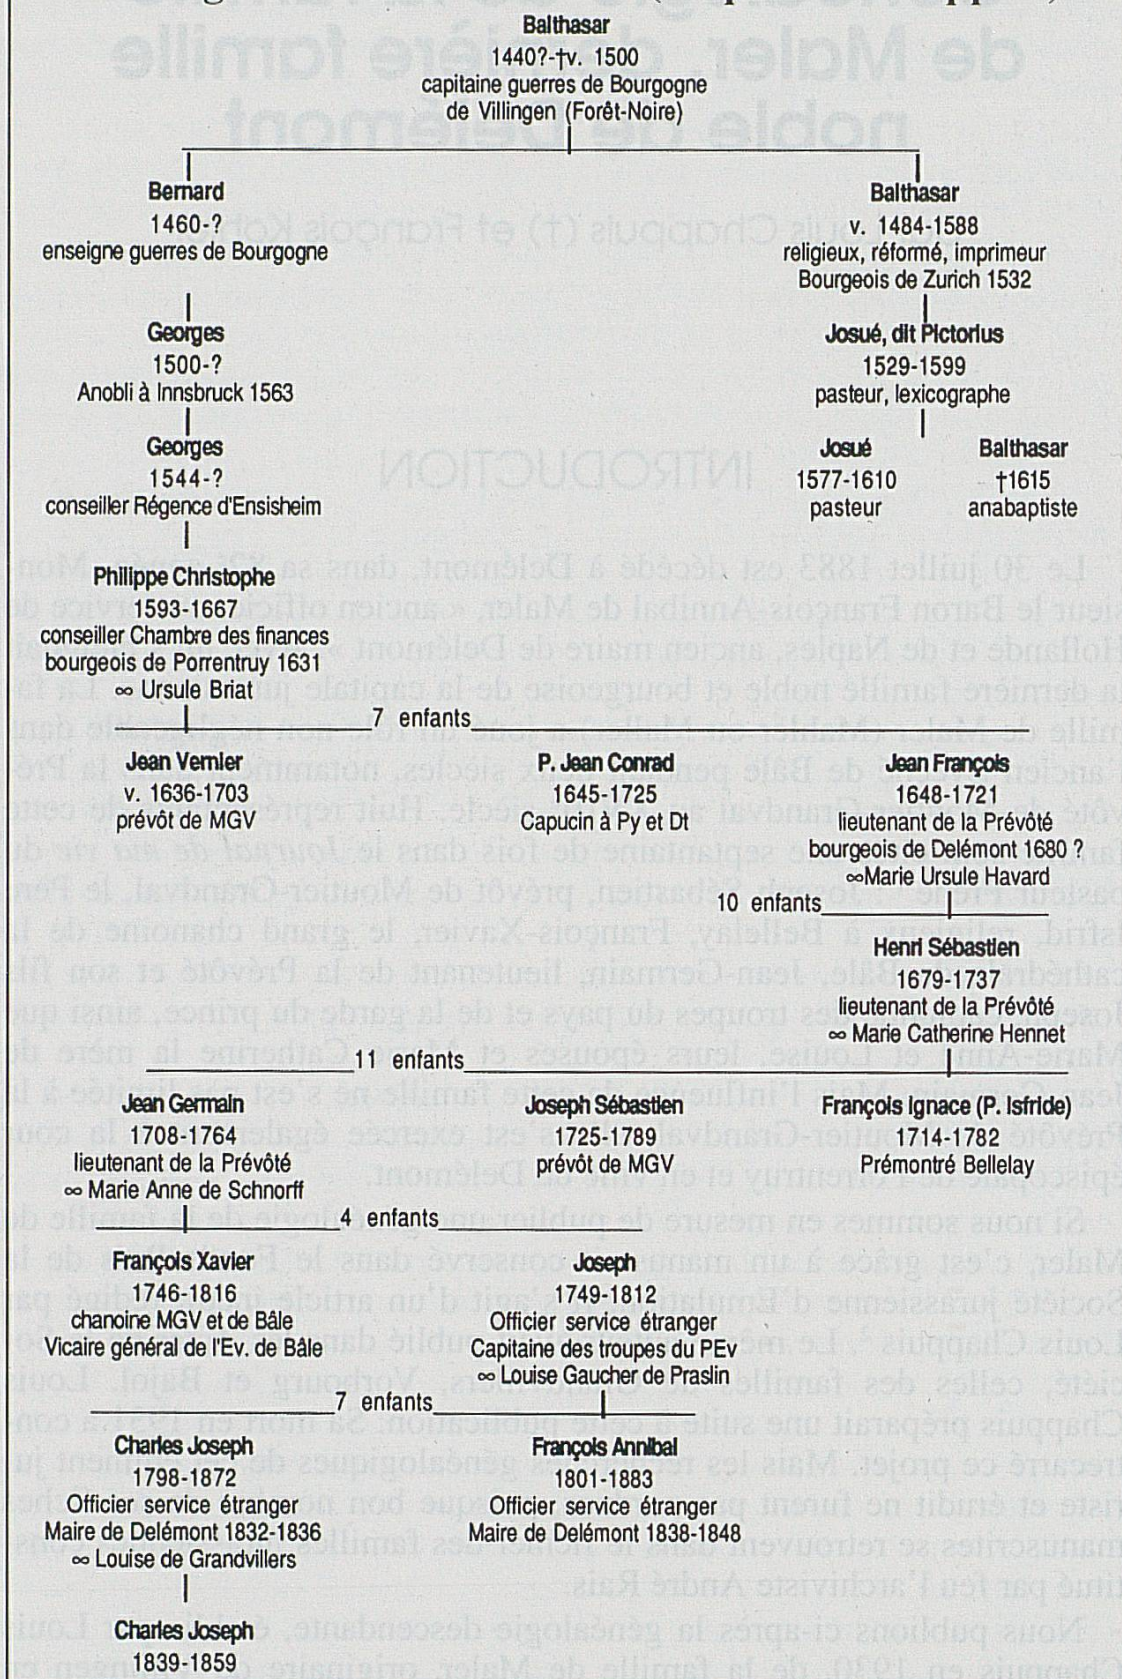 Balthasar
1440?-†v. 1500
capitaine guerres de Bourgogne
de Villingen (Forêt-Noire)
Bernard
1460-?
enseigne guerres de Bourgogne
Balthasar
v. 1484-1588
religieux, réformé, imprimeur
Bourgeois de Zurich 1532
Georges
1500-?
Anobli à Innsbruck 1563
Josué, dit Pictorius
1529-1599
pasteur, lexicographe
Georges
1544-?
conseiller Régence d'Ensisheim
Josué
1577-1610
pasteur
Balthasar
†1615
anabaptiste
Philippe Christophe
1593-1667
conseiller Chambre des finances
bourgeois de Porrentruy 1631
∞ Ursule Briat
7 enfants
Jean Vernier
v. 1636-1703
prévôt de MGV
P. Jean Conrad
1645-1725
Capucin à Py et Dt
Jean François
1648-1721
lieutenant de la Prévôté
bourgeois de Delémont 1680 ?
∞Marie Ursule Havard
10 enfants
Henri Sébastien
1679-1737
lieutenant de la Prévôté
∞ Marie Catherine Hennet
11 enfants
Jean Germain
1708-1764
lieutenant de la Prévôté
∞ Marie Anne de Schnorff
Joseph Sébastien
1725-1789
prévôt de MGV
François Ignace (P. Isfride)
1714-1782
Prémontré Bellelay
4 enfants
François Xavier
1746-1816
chanoine MGV et de Bâle
Vicaire général de l'Ev. de Bâle
Joseph
1749-1812
Officier service étranger
Capitaine des troupes du PEv
∞ Louise Gaucher de Praslin
7 enfants
Charles Joseph
1798-1872
Officier service étranger
Maire de Delémont 1832-1836
∞ Louise de Grandvillers
François Annibal
1801-1883
Officier service étranger
Maire de Delémont 1838-1848
Charles Joseph
1839-1859